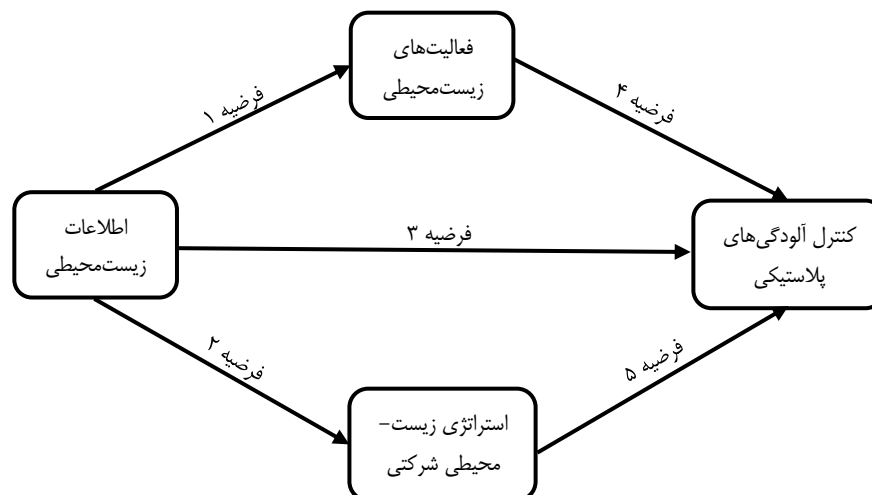 فعالیت‌های
زیست‌محیطی
فرضیه ۱
فرضیه ۴
اطلاعات
زیست‌محیطی
فرضیه ۳
کنترل آلودگی‌های
پلاستیکی
فرضیه ۲
فرضیه ۵
استراتژی زیست-
محیطی شرکتی